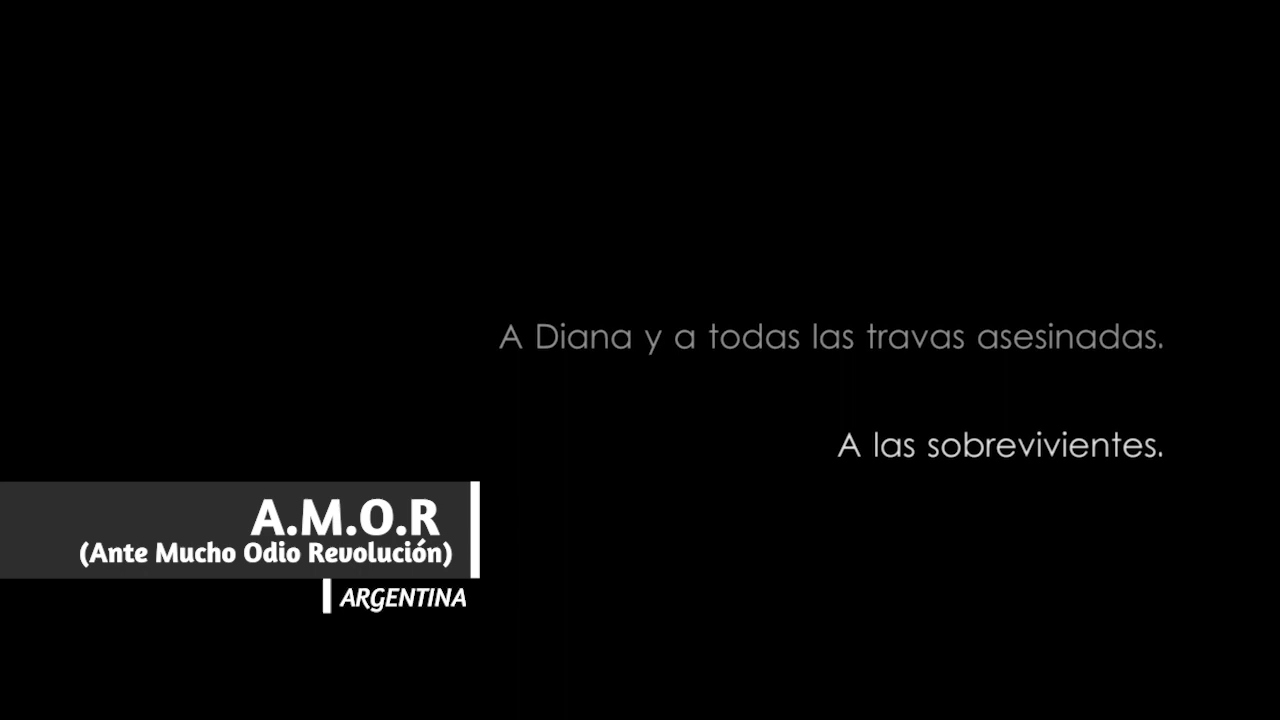 A Diana y a todas las travas asesinadas.
A las sobrevivientes.
A.M.O.R
(Ante Mucho Odio Revolución)
ARGENTINA